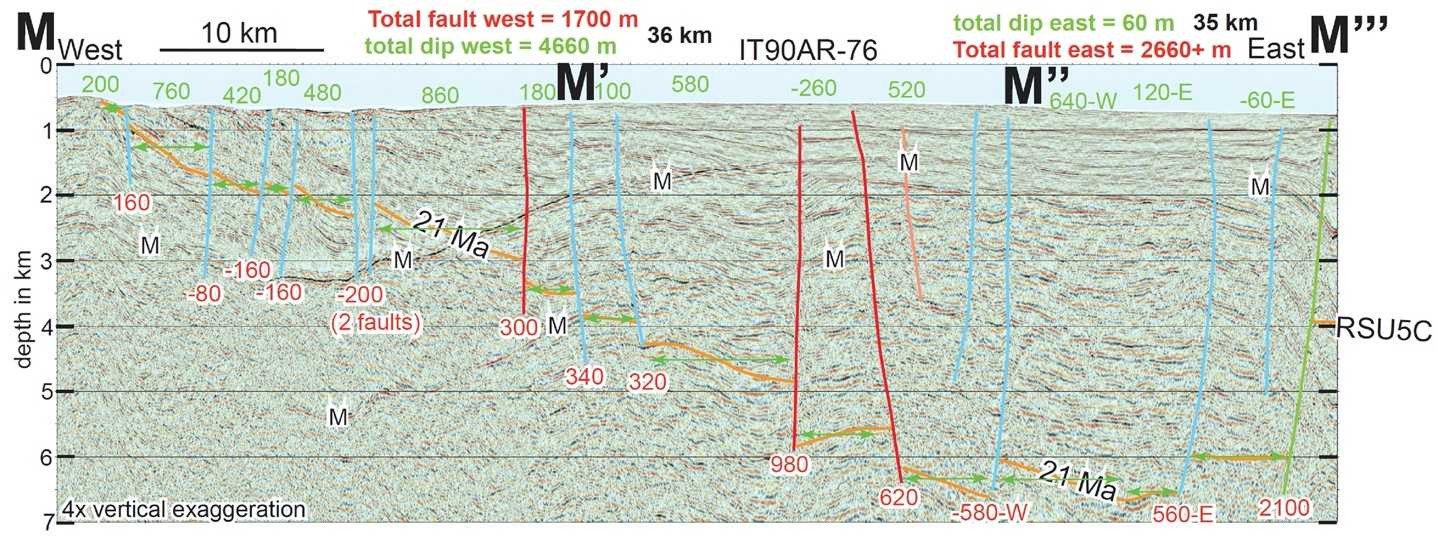 M West
10 km
Total fault west = 1700 m
total dip west = 4660 m
36 km
IT90AR-76
total dip east = 60 m
35 km
Total fault east = 2660+ m
East M'''
0
M'
M''
200
760
420
180
480
860
180
100
580
-260
520
640-W
120-E
-60-E
1
2
3
4
5
6
7
depth in km
160
-80
-160
-160
-200
(2 faults)
300
340
320
980
620
-580-W
560-E
2100
21 Ma
21 Ma
M
M
M
M
M
M
M
M
RSU5C
4x vertical exaggeration